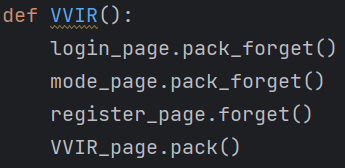 def VVIR():
    login_page.pack_forget()
    mode_page.pack_forget()
    register_page.forget()
    VVIR_page.pack()